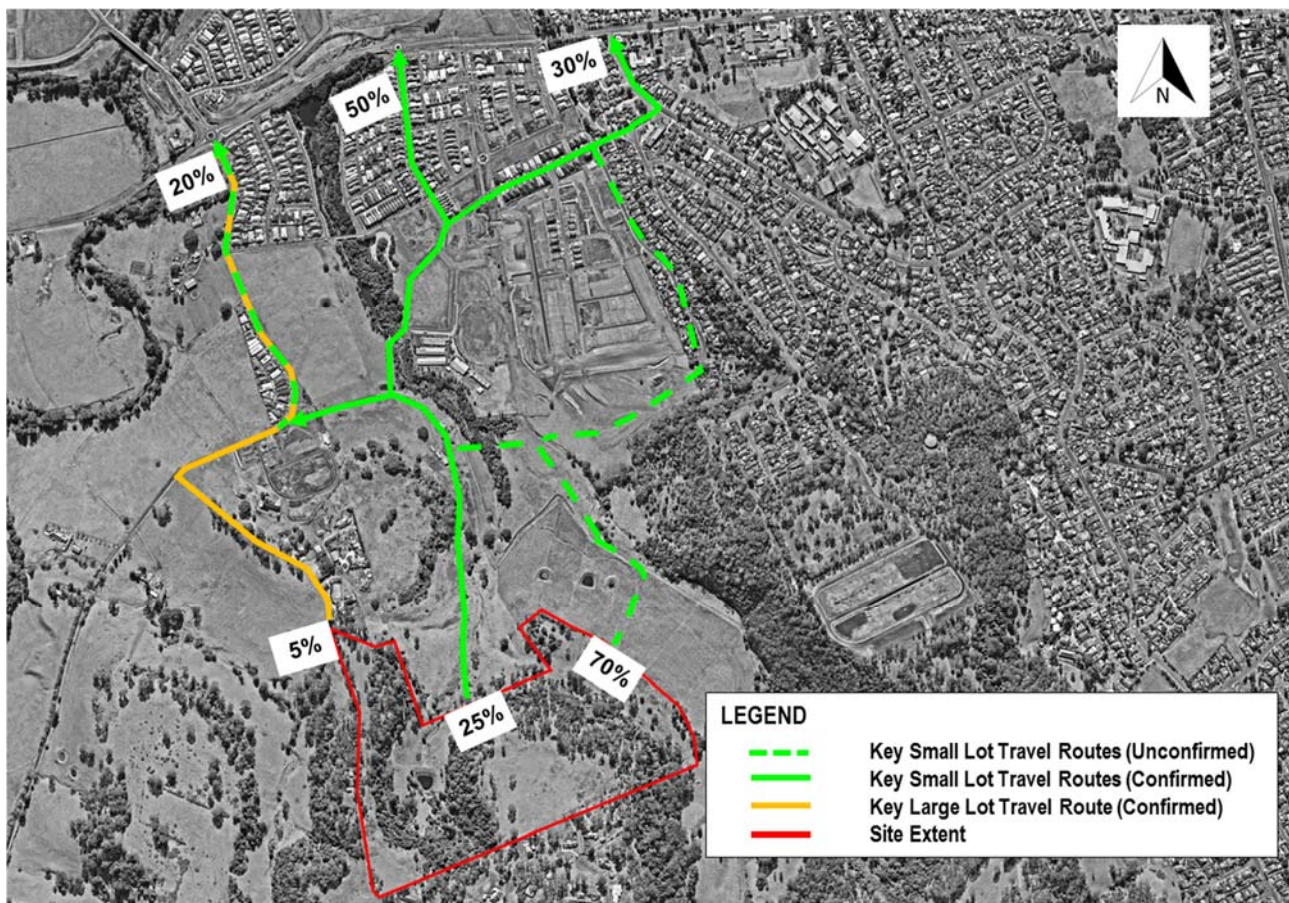 30%
50%
20%
N
5%
25%
70%
LEGEND
Key Small Lot Travel Routes (Unconfirmed)
Key Small Lot Travel Routes (Confirmed)
Key Large Lot Travel Route (Confirmed)
Site Extent